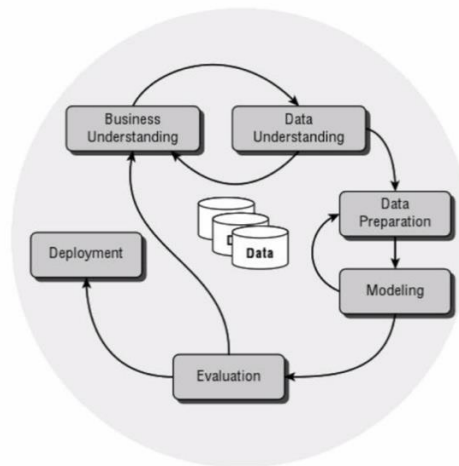 Business
Understanding
Data
Understanding
Data
Preparation
Data
Deployment
Modeling
Evaluation